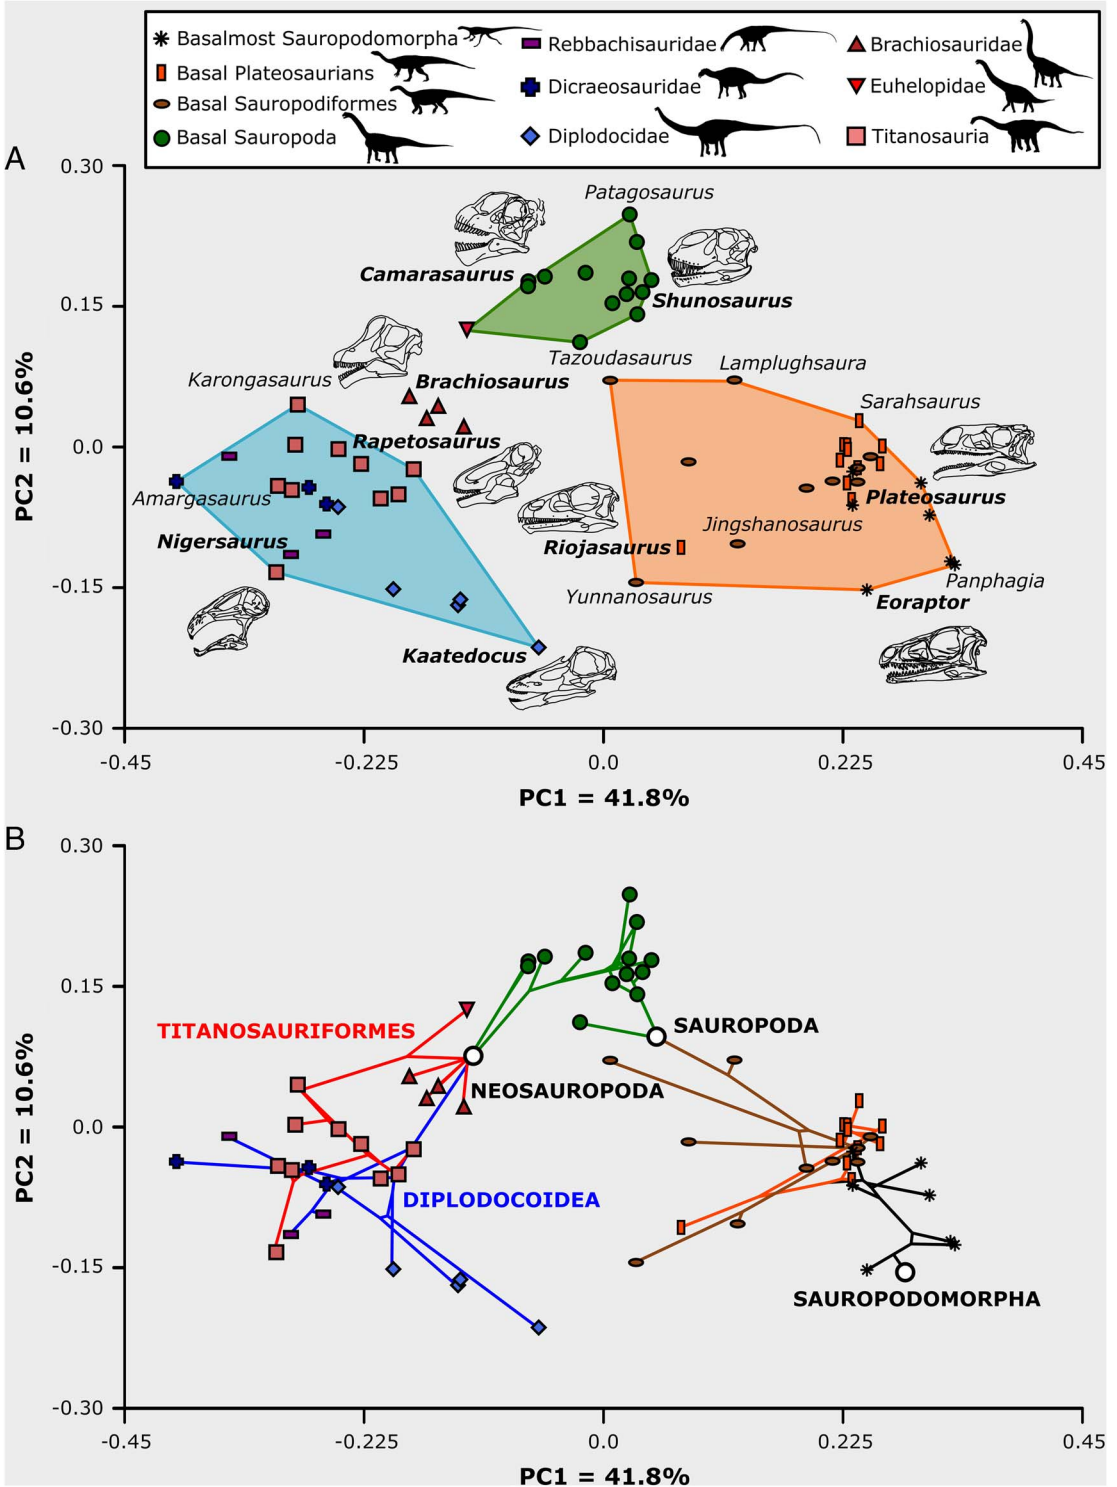 Basalmost Sauropodomorpha
Basal Plateosaurians
Basal Sauropodiformes
Basal Sauropoda
Rebbachisauridae
Dicraeosauridae
Diplodocidae
Brachiosauridae
Euhelopidae
Titanosauria
A
0.30
0.15
0.0
-0.15
-0.30
PC2 = 10.6%
Patagosaurus
Camarasaurus
Shunosaurus
Tazoudasaurus
Lamplughsaura
Karongasaurus
Brachiosaurus
Sarahsaurus
Rapetosaurus
Amargasaurus
Plateosaurus
Jingshanosaurus
Nigersaurus
Riojasaurus
Panphagia
Yunnanosaurus
Eoraptor
Kaatedocus
-0.45
-0.225
0.0
0.225
0.45
PC1 = 41.8%
B
0.30
0.15
0.0
-0.15
-0.30
PC2 = 10.6%
TITANOSAURIFORMES
SAUROPODA
NEOSAUROPODA
DIPLODOCOIDEA
SAUROPODOMORPHA
-0.45
-0.225
0.0
0.225
0.45
PC1 = 41.8%